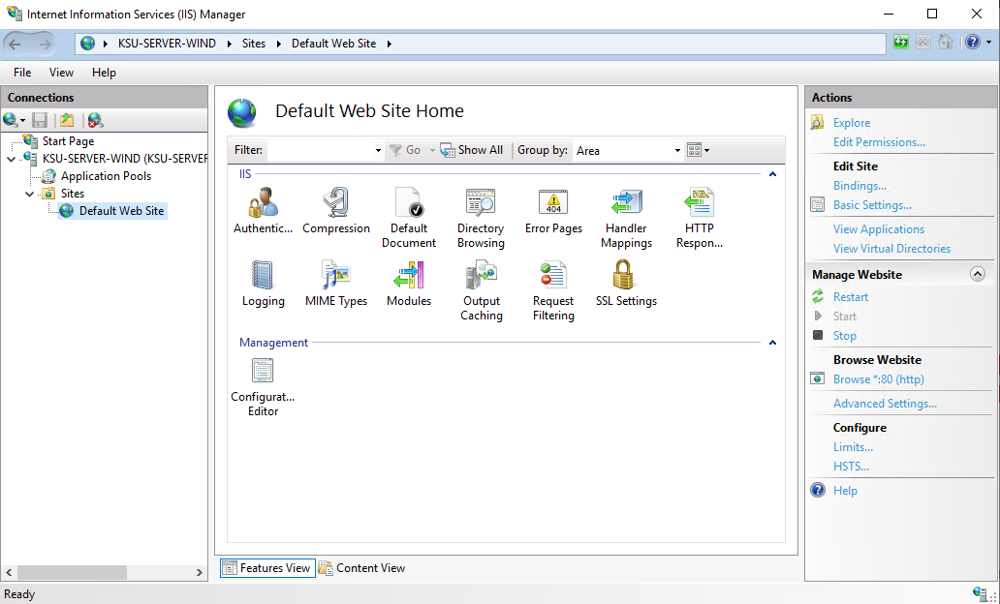 Internet Information Services (IIS) Manager
KSU-SERVER-WIND Sites Default Web Site
File View Help
Connections
Start Page
KSU-SERVER-WIND (KSU-SERVER
Application Pools
Sites
Default Web Site
Default Web Site Home
Filter: Go Show All Group by: Area
IIS
Authentic...
Compression
Default
Document
Directory
Browsing
Error Pages
404
Handler
Mappings
HTTP
Respon...
Logging
MIME Types
Modules
Output
Caching
Request
Filtering
SSL Settings
Management
Configurat...
Editor
Features View Content View
Actions
Explore
Edit Permissions...
Edit Site
Bindings...
Basic Settings...
View Applications
View Virtual Directories
Manage Website
Restart
Start
Stop
Browse Website
Browse *:80 (http)
Advanced Settings...
Configure
Limits...
HSTS...
Help
Ready